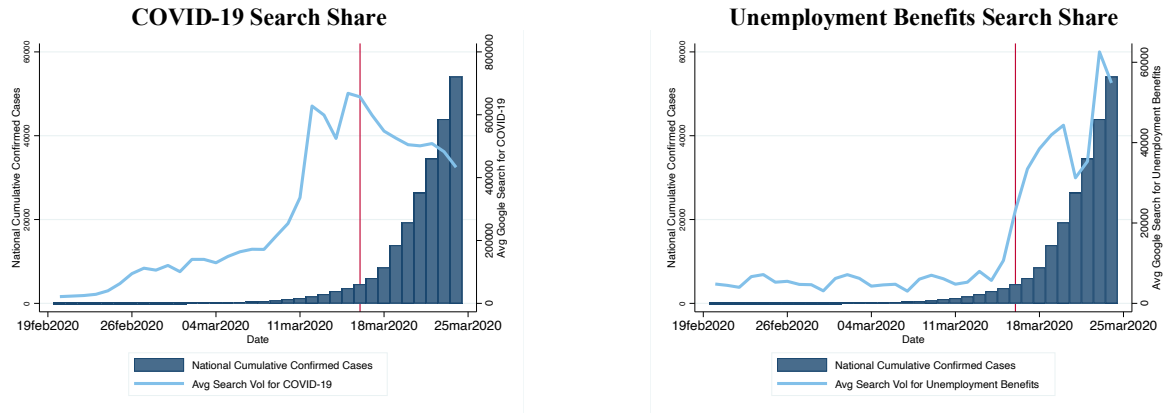 COVID-19 Search Share
National Cumulative Confirmed Cases
0
20000
40000
60000
0
200000
400000
600000
800000
Avg Google Search for COVID-19
19feb2020 26feb2020 04mar2020 11mar2020 18mar2020 25mar2020
Date
National Cumulative Confirmed Cases
Avg Search Vol for COVID-19
Unemployment Benefits Search Share
National Cumulative Confirmed Cases
0
20000
40000
60000
0
20000
40000
60000
Avg Google Search for Unemployment Benefits
19feb2020 26feb2020 04mar2020 11mar2020 18mar2020 25mar2020
Date
National Cumulative Confirmed Cases
Avg Search Vol for Unemployment Benefits